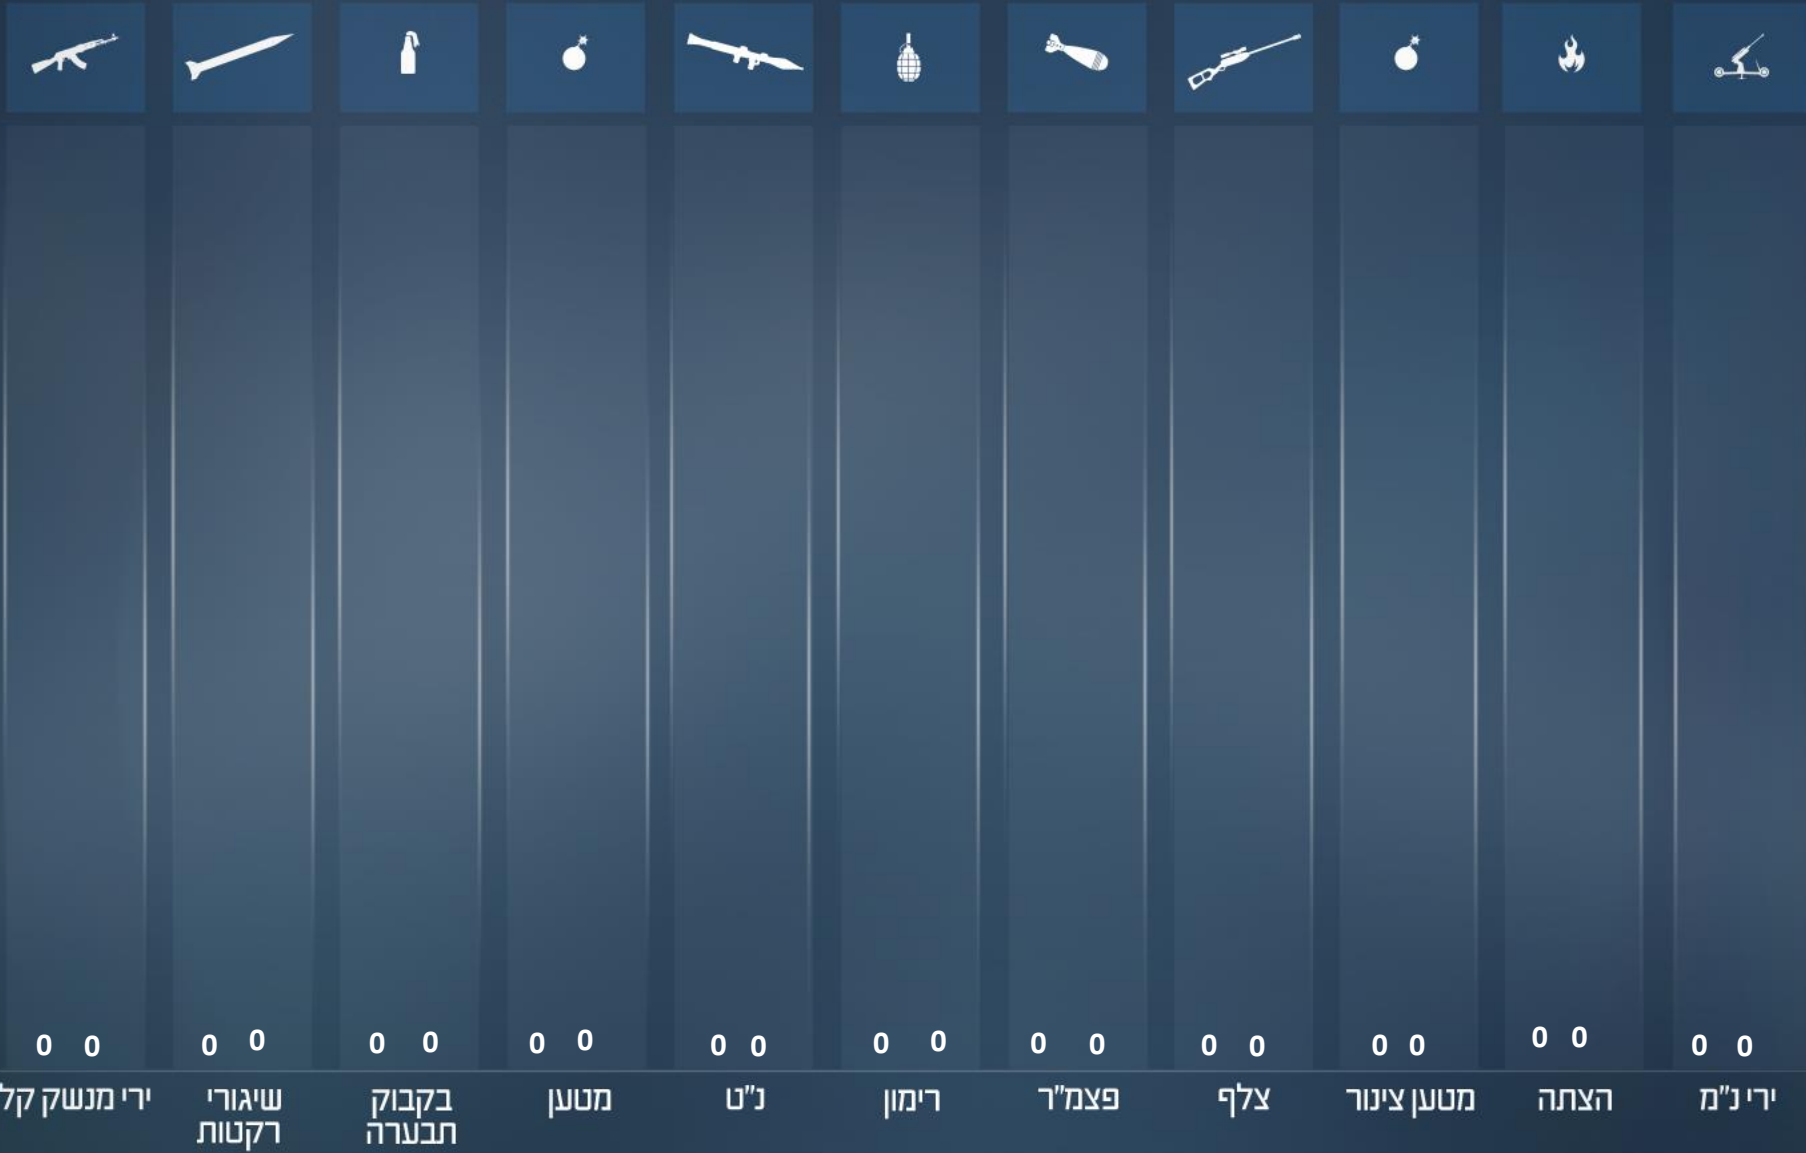 0 0 0 0 0 0 0 0 0 0 0 0 0 0 0 0 0 0 0 0 0 0
ירי נ"מ
הצתה
מטען צינור
צלף
פצמ"ר
רימון
נ"ט
מטען
בקבוק
תבערה
שיגורי
רקטות
ירי מנשק קל